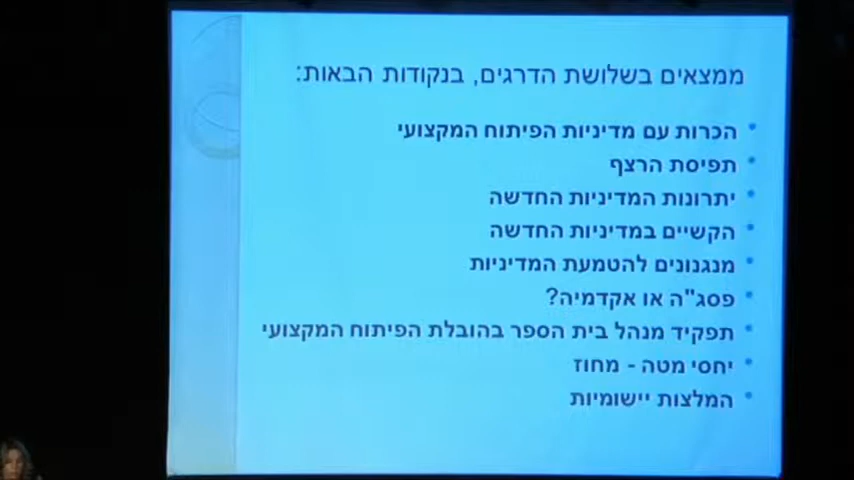 ממצאים בשלושת הדרגים, בנקודות הבאות:
• הכרות עם מדיניות הפיתוח המקצועי
• תפיסת הרצף
• יתרונות המדיניות החדשה
• הקשיים במדיניות החדשה
• מנגנונים להטמעת המדיניות
• פסג"ה או אקדמיה?
• תפקיד מנהל בית הספר בהובלת הפיתוח המקצועי
• יחסי מטה - מחוז
• המלצות יישומיות